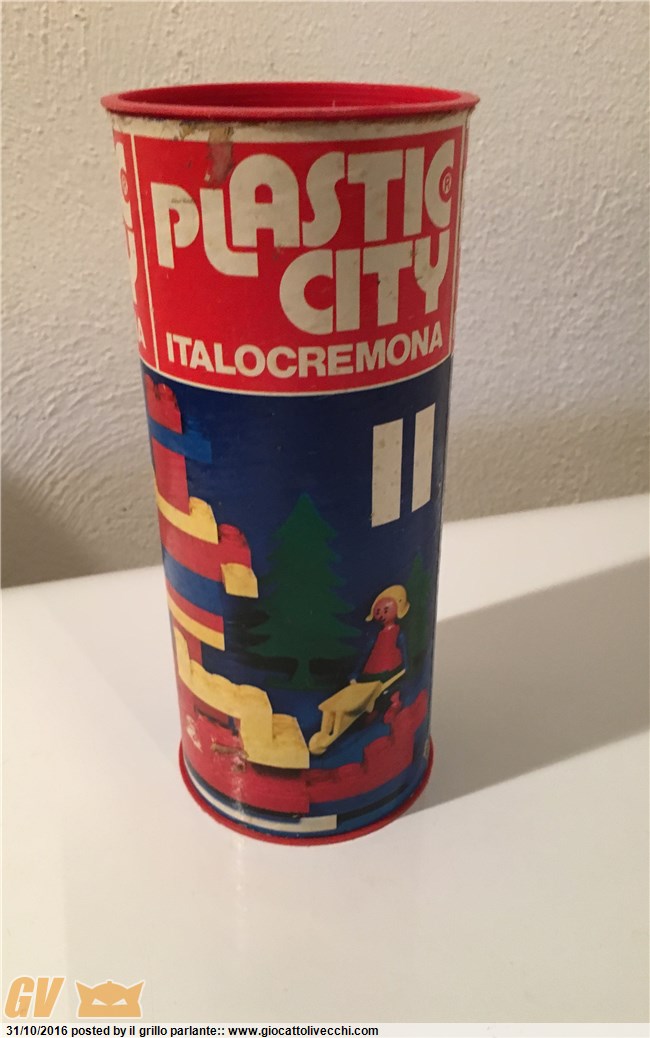 PLASTIC®
CITY
ITALOCREMONA
II
GV
31/10/2016 posted by il grillo parlante:: www.giocattolivecchi.com